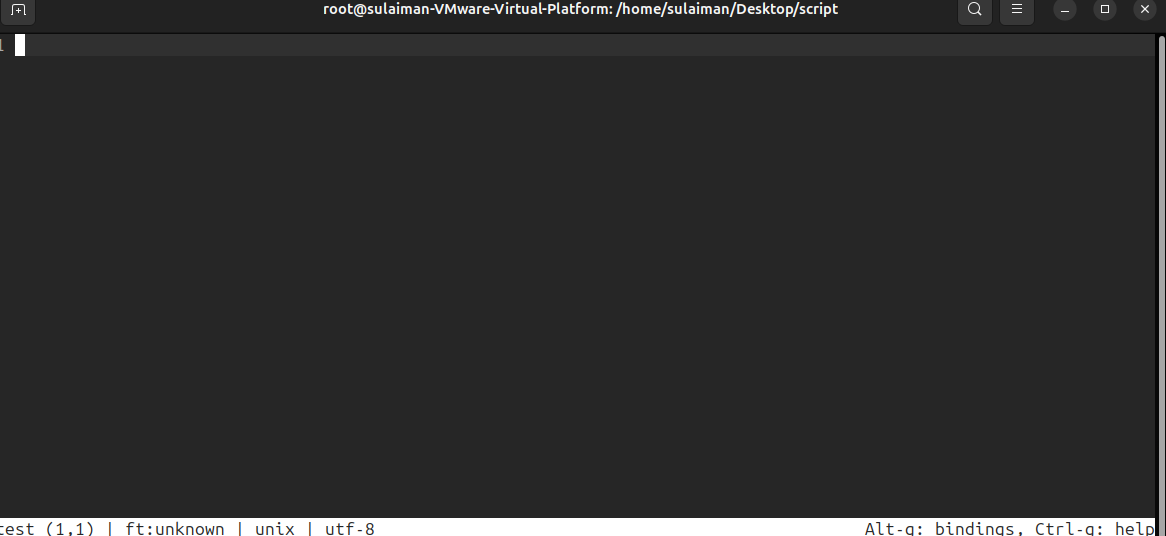 root@sulaiman-VMware-Virtual-Platform: /home/sulaiman/Desktop/script
1
test (1,1) | ft:unknown | unix | utf-8 Alt-g: bindings, Ctrl-g: help